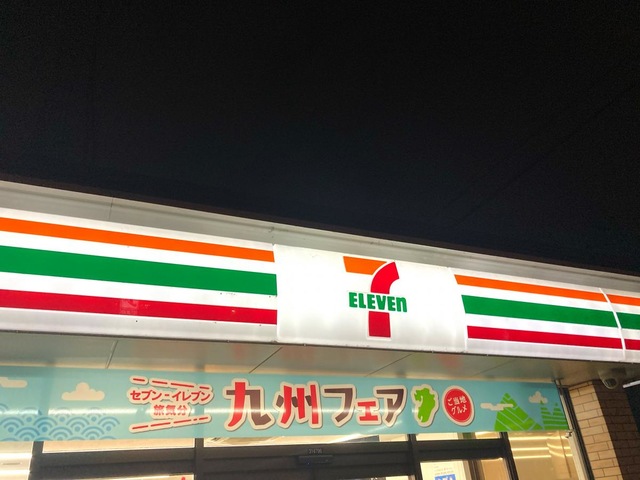 7
ELEVEn
セブン-イレブン
旅気分!
九州フェア
ご当地
グルメ